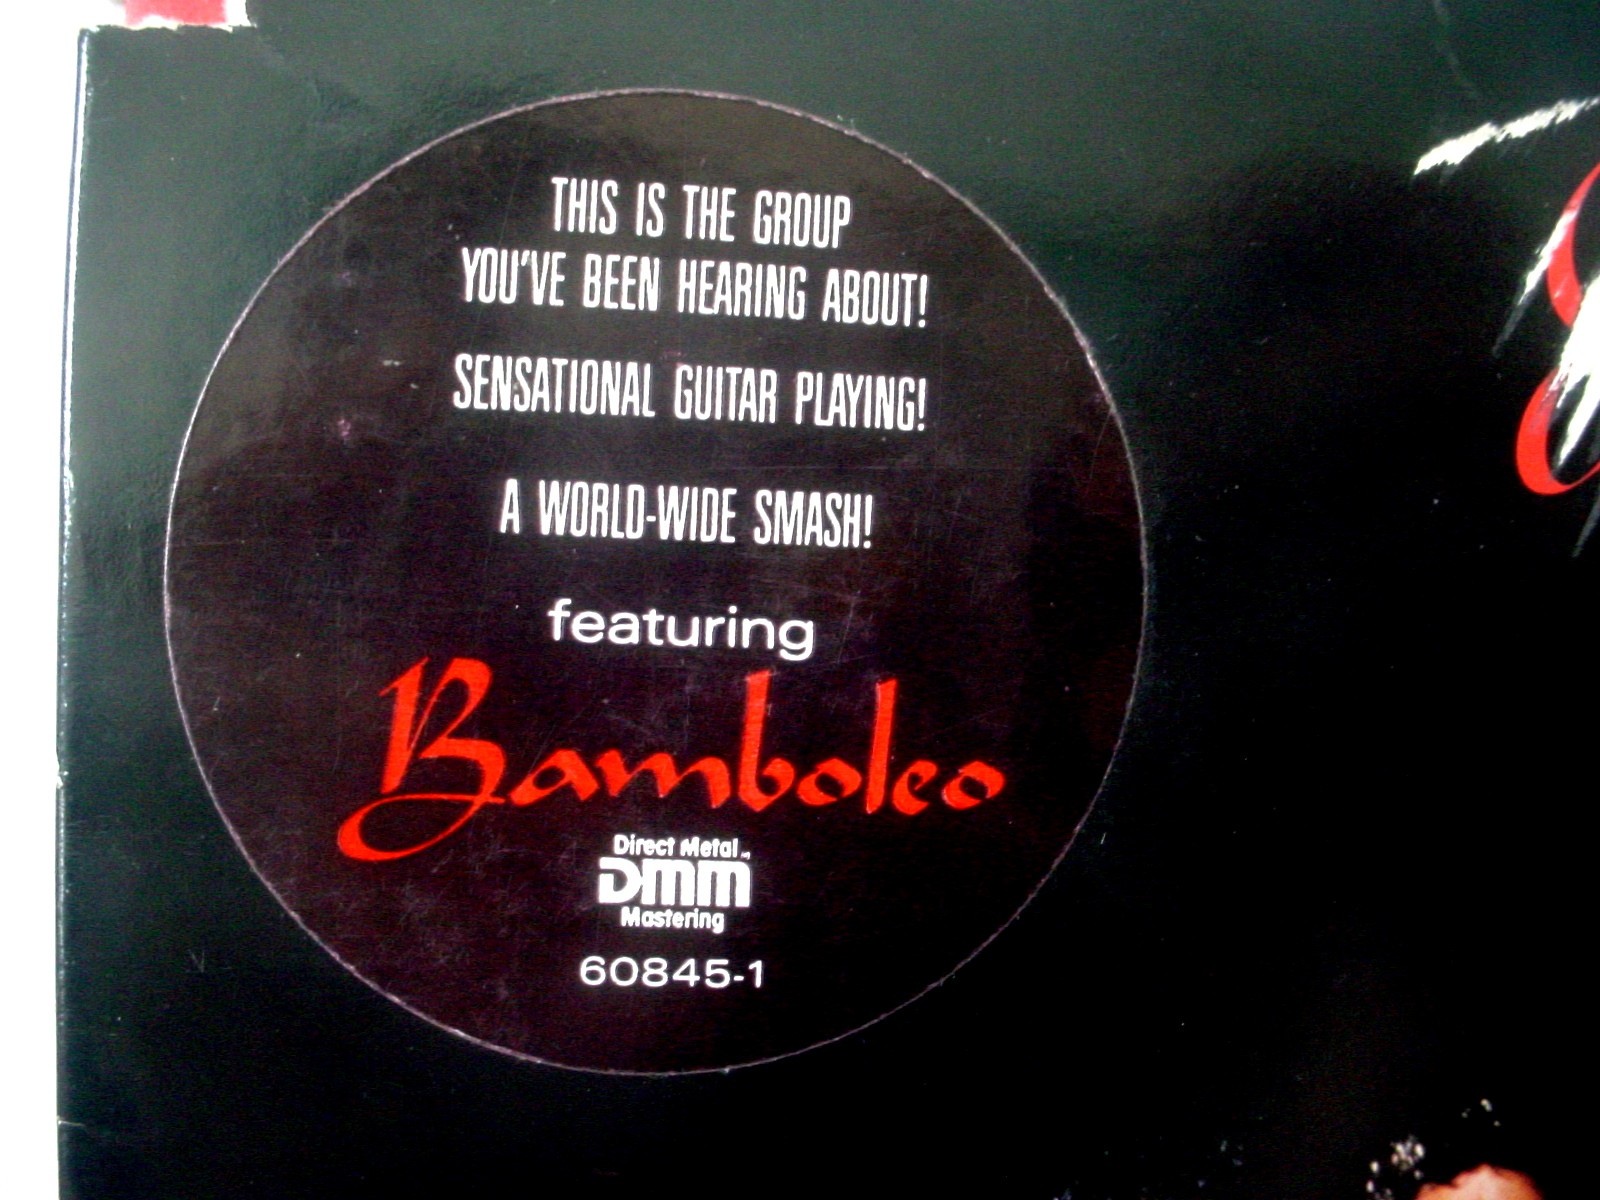 THIS IS THE GROUP
YOU'VE BEEN HEARING ABOUT!
SENSATIONAL GUITAR PLAYING!
A WORLD-WIDE SMASH!
featuring
Bamboleo
Direct Metal
DMM
Mastering
60845-1